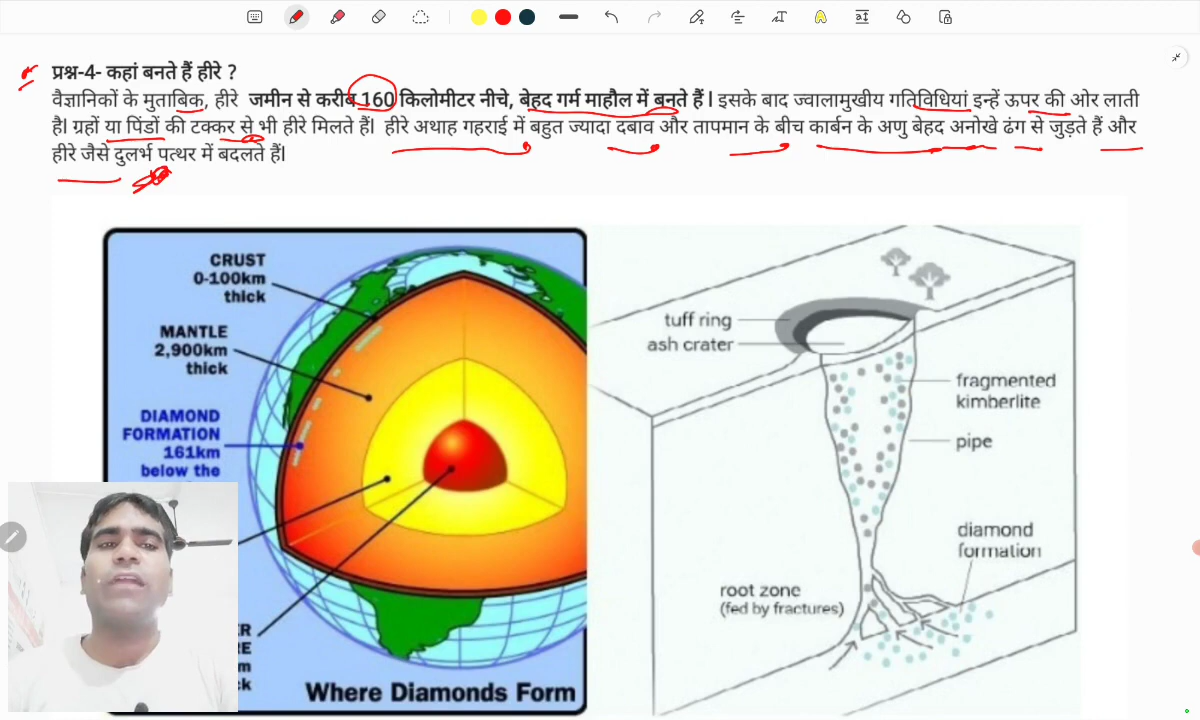 प्रश्न-4- कहां बनते हैं हीरे ?
वैज्ञानिकों के मुताबिक, हीरे जमीन से करीब 160 किलोमीटर नीचे, बेहद गर्म माहौल में बनते हैं। इसके बाद ज्वालामुखीय गतिविधियां इन्हें ऊपर की ओर लाती
है। ग्रहों या पिंडों की टक्कर से भी हीरे मिलते हैं। हीरे अथाह गहराई में बहुत ज्यादा दबाव और तापमान के बीच कार्बन के अणु बेहद अनोखे ढंग से जुड़ते हैं और
हीरे जैसे दुलर्भ पत्थर में बदलते हैं।
CRUST
0-100km
thick
MANTLE
2,900km
thick
DIAMOND
FORMATION
161km
below the
Where Diamonds Form
tuff ring
ash crater
fragmented
kimberlite
pipe
diamond
formation
root zone
(fed by fractures)